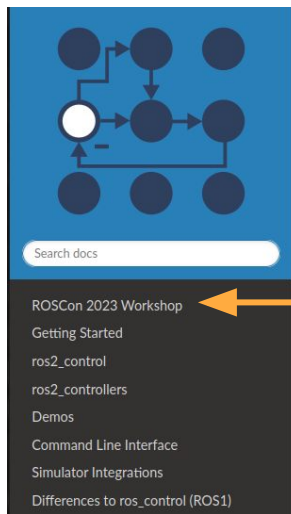 Search docs
ROSCon 2023 Workshop
Getting Started
ros2_control
ros2_controllers
Demos
Command Line Interface
Simulator Integrations
Differences to ros_control (ROS1)